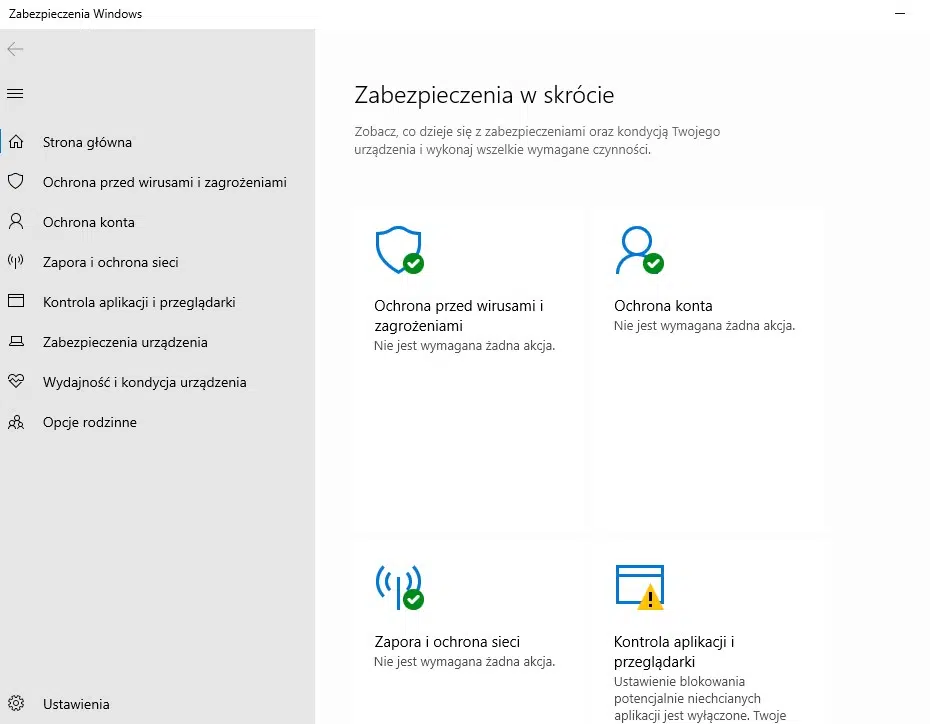 Zabezpieczenia Windows
Strona główna
Ochrona przed wirusami i zagrożeniami
Ochrona konta
Zapora i ochrona sieci
Kontrola aplikacji i przeglądarki
Zabezpieczenia urządzenia
Wydajność i kondycja urządzenia
Opcje rodzinne
Ustawienia
Zabezpieczenia w skrócie
Zobacz, co dzieje się z zabezpieczeniami oraz kondycją Twojego
urządzenia i wykonaj wszelkie wymagane czynności.
Ochrona przed wirusami i
zagrożeniami
Nie jest wymagana żadna akcja.
Ochrona konta
Nie jest wymagana żadna akcja.
Zapora i ochrona sieci
Nie jest wymagana żadna akcja.
Kontrola aplikacji i
przeglądarki
Ustawienie blokowania
potencjalnie niechcianych
aplikacji jest wyłączone. Twoje